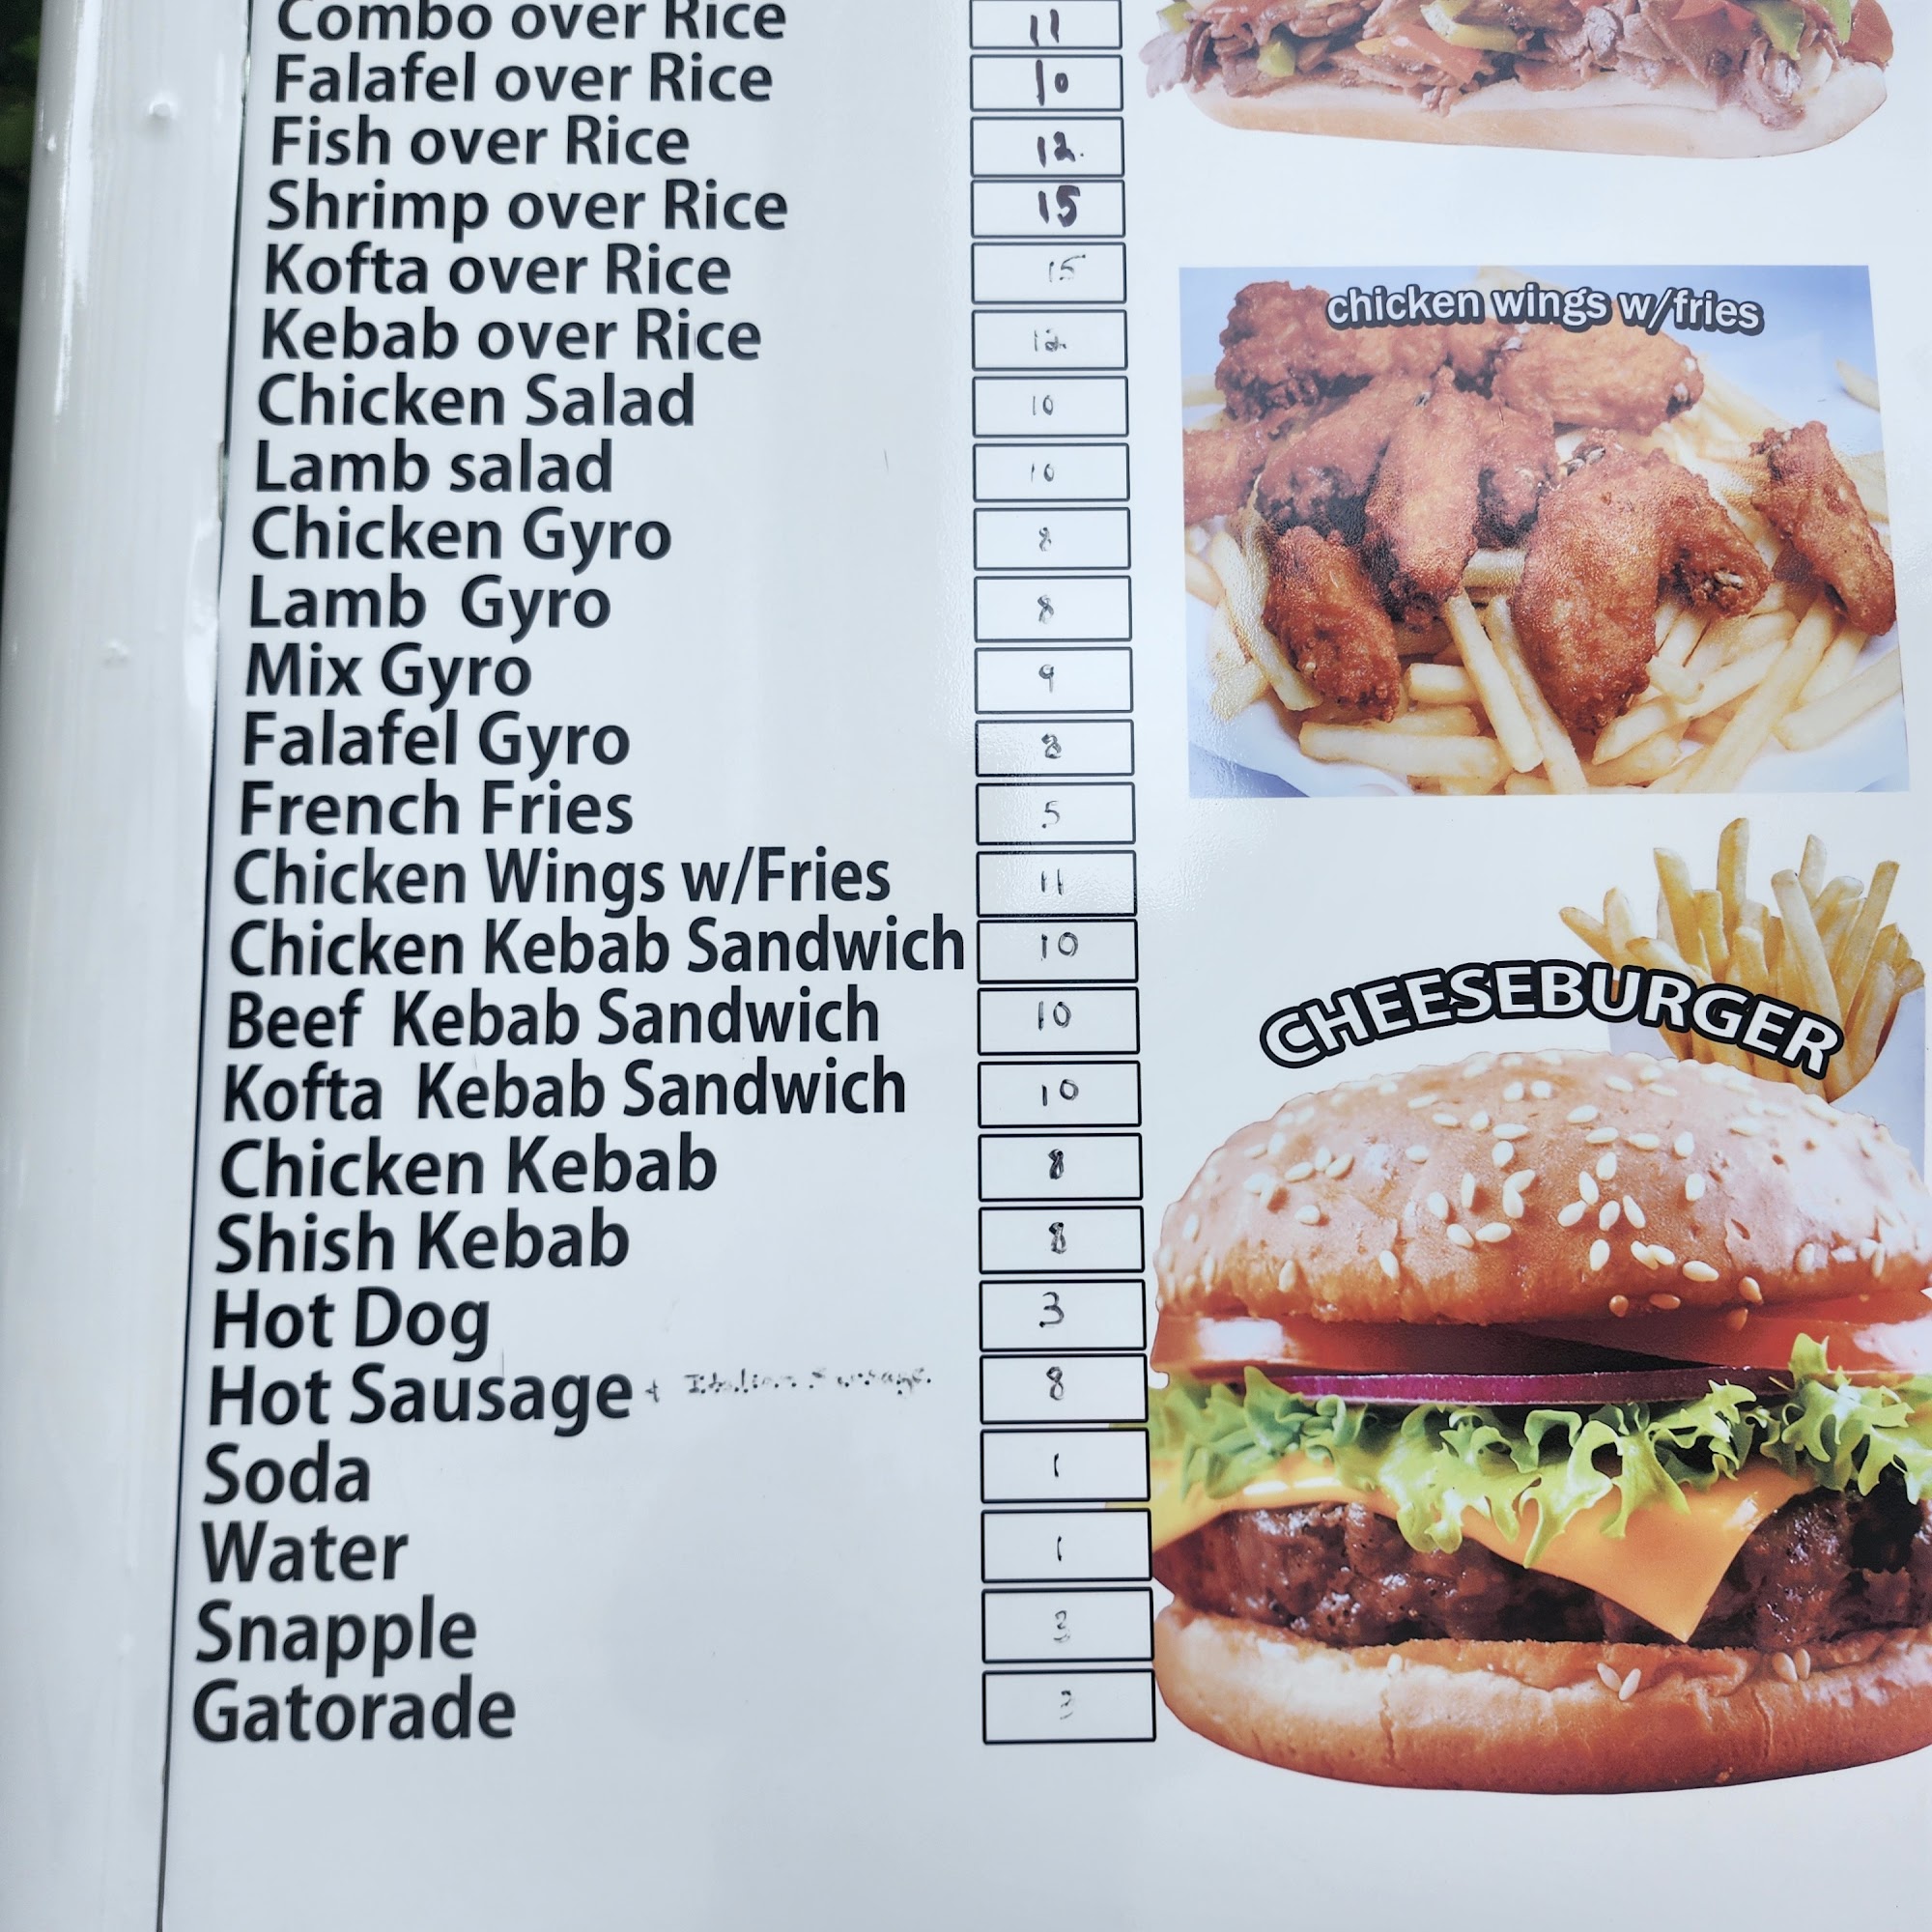 Combo over Rice 11
Falafel over Rice 10
Fish over Rice 12
Shrimp over Rice 15
Kofta over Rice 15
Kebab over Rice 12
Chicken Salad 10
Lamb salad 10
Chicken Gyro 8
Lamb Gyro 8
Mix Gyro 9
Falafel Gyro 8
French Fries 5
Chicken Wings w/Fries 11
Chicken Kebab Sandwich 10
Beef Kebab Sandwich 10
Kofta Kebab Sandwich 10
Chicken Kebab 8
Shish Kebab 8
Hot Dog 3
Hot Sausage + Italian Sausage 8
Soda 1
Water 1
Snapple 3
Gatorade 3
chicken wings w/fries
CHEESEBURGER